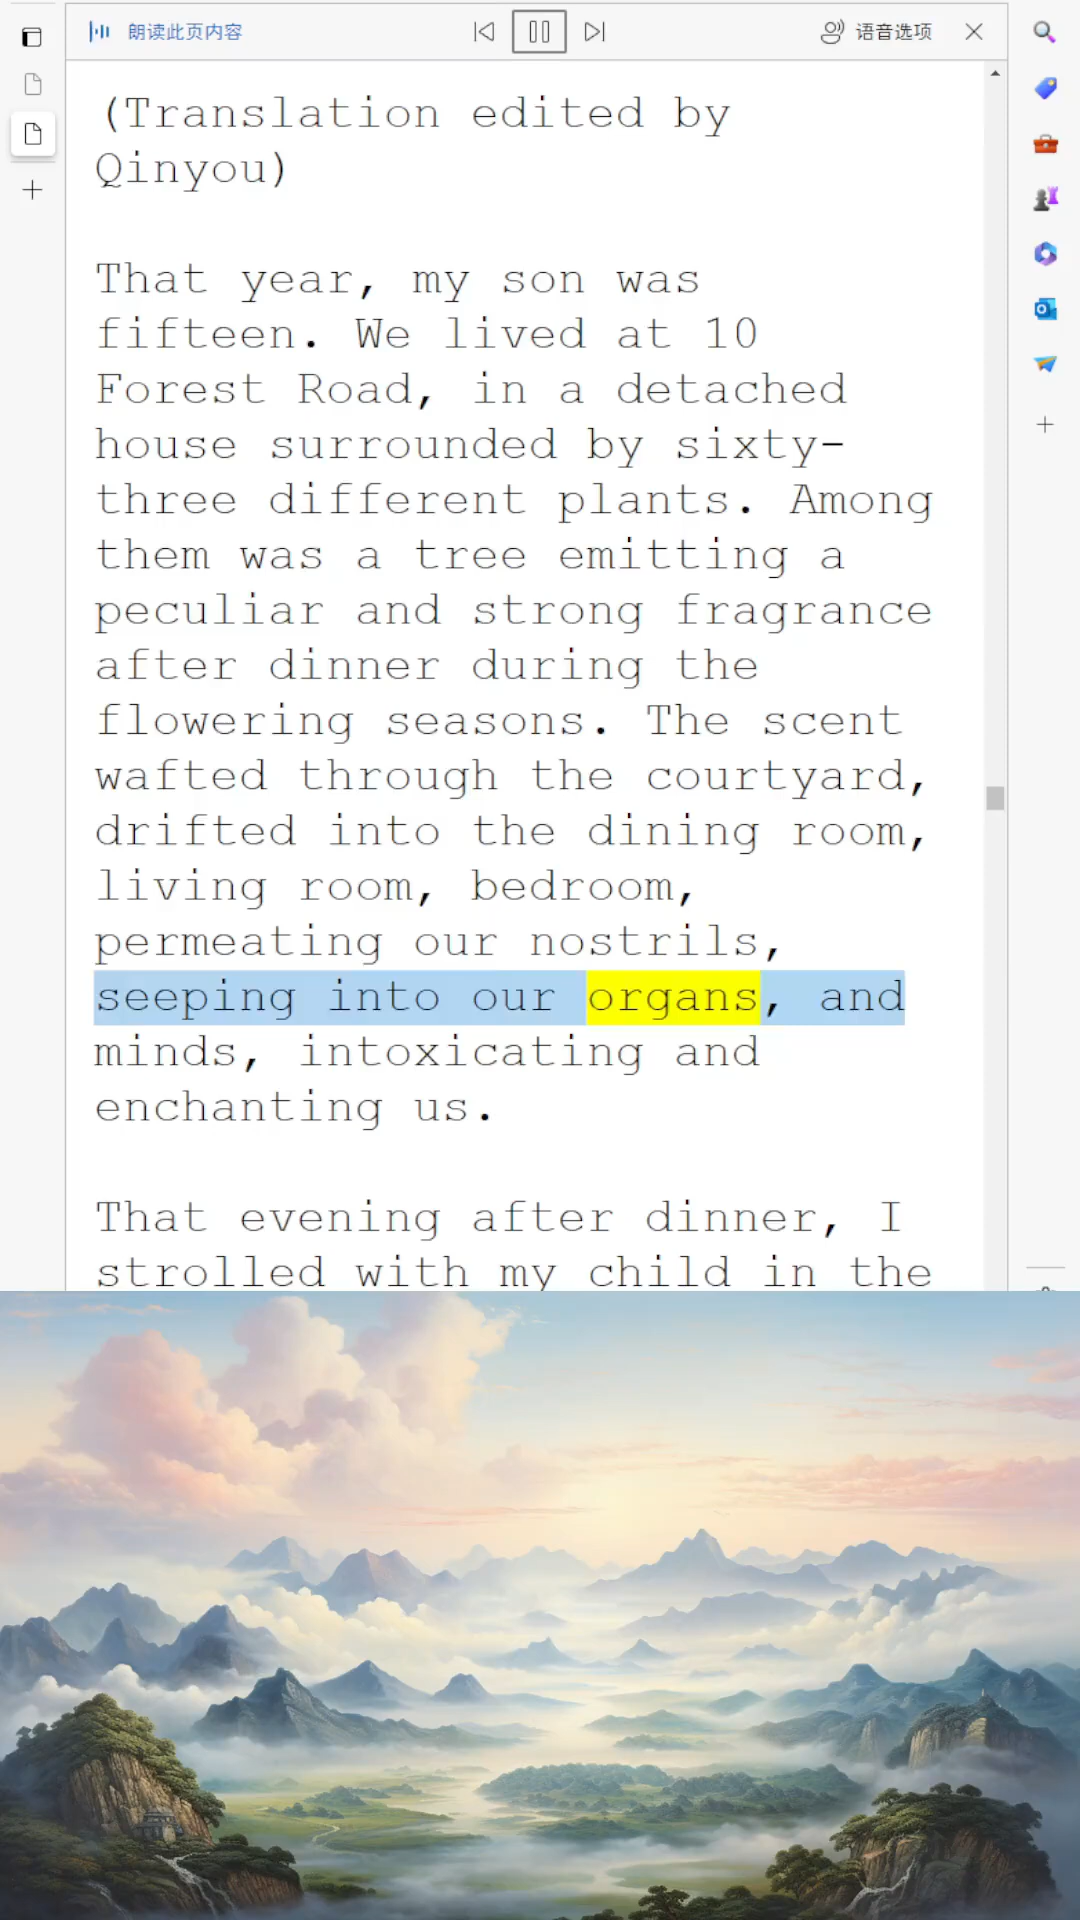 朗读此页内容
语音选项
(Translation edited by
Qinyou)
That year, my son was
fifteen. We lived at 10
Forest Road, in a detached
house surrounded by sixty-
three different plants. Among
them was a tree emitting a
peculiar and strong fragrance
after dinner during the
flowering seasons. The scent
wafted through the courtyard,
drifted into the dining room,
living room, bedroom,
permeating our nostrils,
seeping into our organs, and
minds, intoxicating and
enchanting us.
That evening after dinner, I
strolled with my child in the